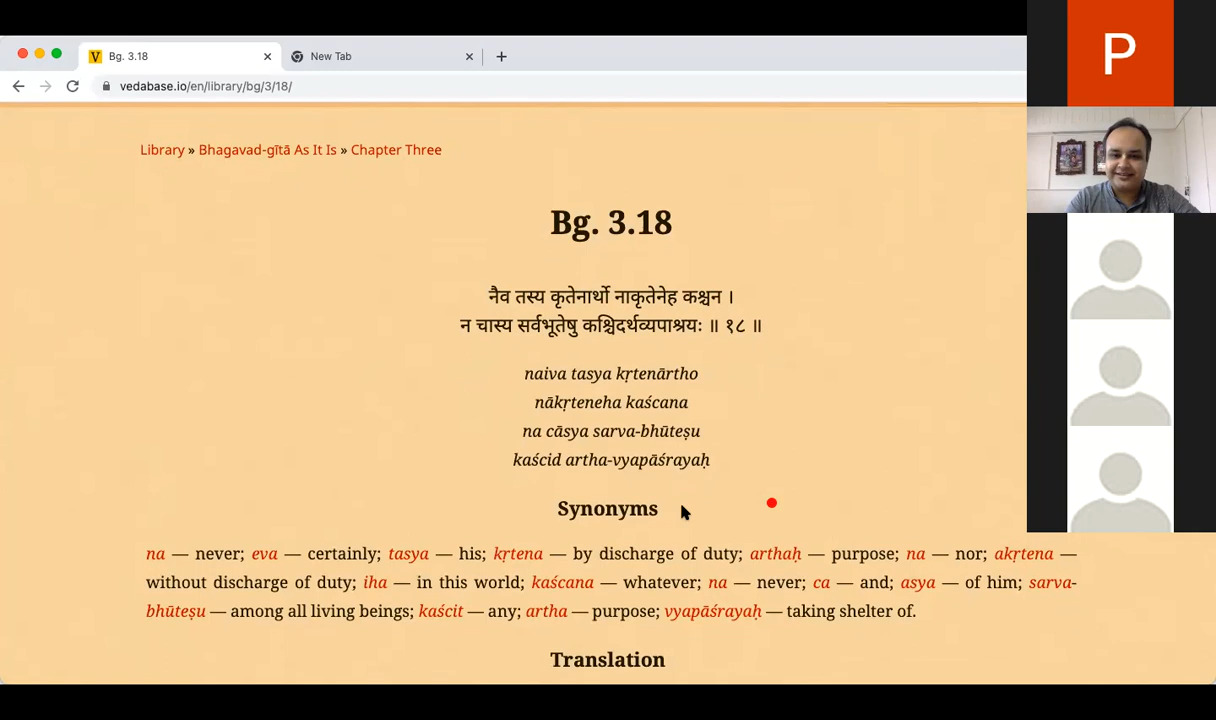 Bg. 3.18
New Tab
vedabase.io/en/library/bg/3/18/
P
Library » Bhagavad-gītā As It Is » Chapter Three
Bg. 3.18
नैव तस्य कृतेनार्थो नाकृतेनेह कश्चन ।
न चास्य सर्वभूतेषु कश्चिदर्थव्यपाश्रयः ॥ १८ ॥
naiva tasya kṛtenārtho
nākṛteneha kaścana
na cāsya sarva-bhūteṣu
kaścid artha-vyapāśrayaḥ
Synonyms
na — never; eva — certainly; tasya — his; kṛtena — by discharge of duty; arthaḥ — purpose; na — nor; akṛtena —
without discharge of duty; iha — in this world; kaścana — whatever; na — never; ca — and; asya — of him; sarva-
bhūteṣu — among all living beings; kaścit — any; artha — purpose; vyapāśrayaḥ — taking shelter of.
Translation